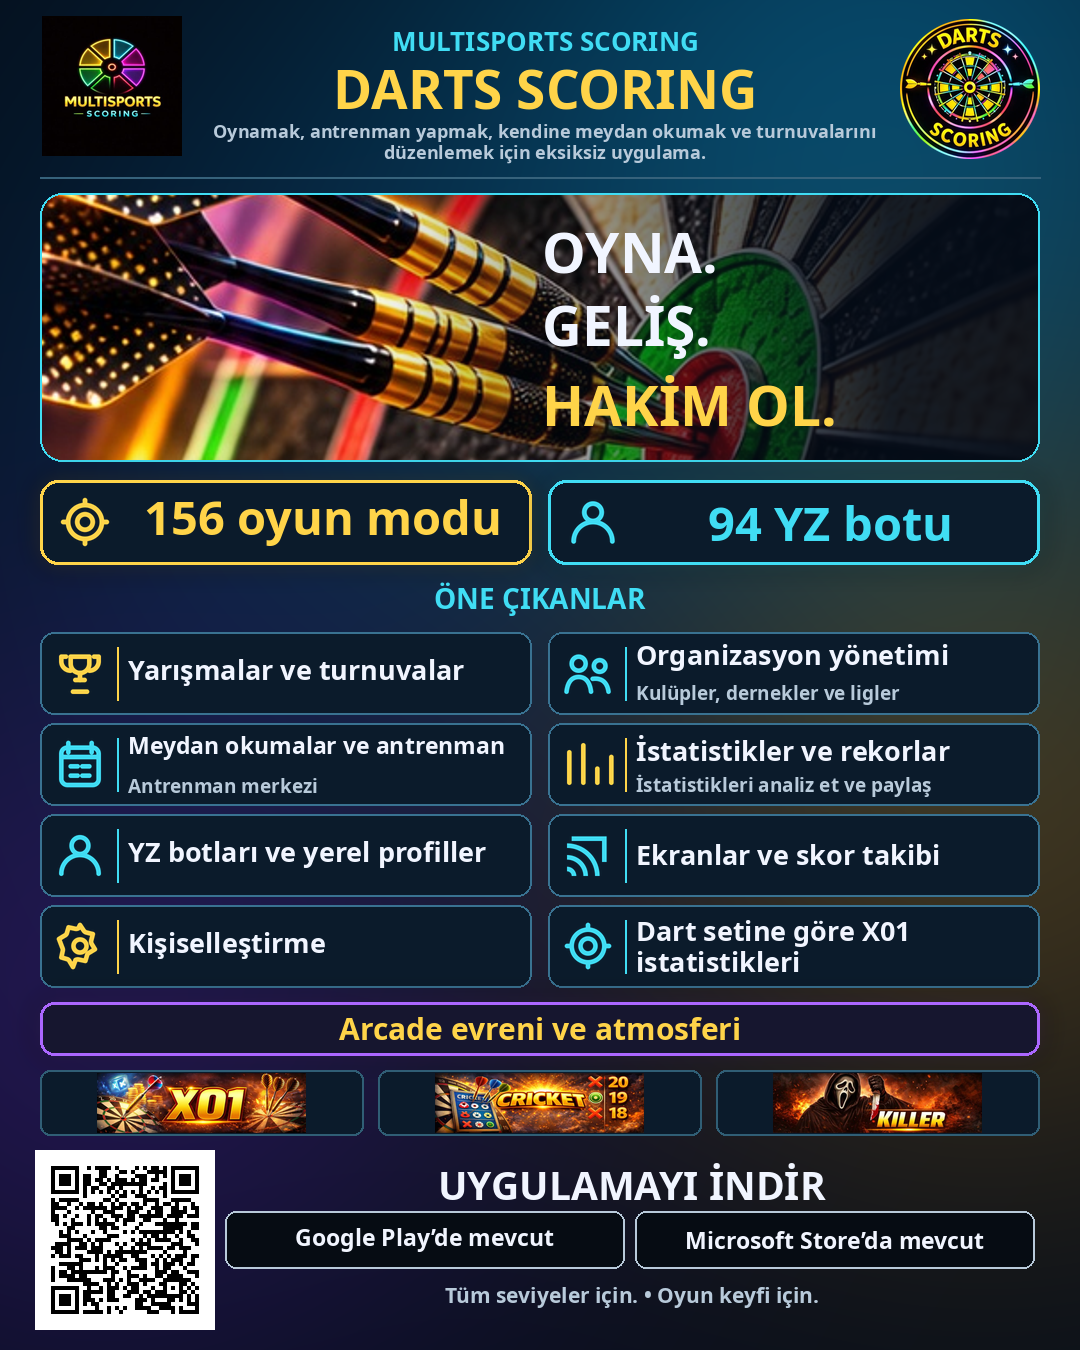 MULTISPORTS
SCORING
MULTISPORTS SCORING
DARTS SCORING
Oynamak, antrenman yapmak, kendine meydan okumak ve turnuvalarını
düzenlemek için eksiksiz uygulama.
DARTS
SCORING
OYNA.
GELİŞ.
HAKİM OL.
156 oyun modu
94 YZ botu
ÖNE ÇIKANLAR
Yarışmalar ve turnuvalar
Organizasyon yönetimi
Kulüpler, dernekler ve ligler
Meydan okumalar ve antrenman
Antrenman merkezi
İstatistikler ve rekorlar
İstatistikleri analiz et ve paylaş
YZ botları ve yerel profiller
Ekranlar ve skor takibi
Kişiselleştirme
Dart setine göre X01
istatistikleri
Arcade evreni ve atmosferi
X01
CRICKET
CRICKET
20
19
18
KILLER
UYGULAMAYI İNDİR
Google Play’de mevcut
Microsoft Store’da mevcut
Tüm seviyeler için. • Oyun keyfi için.